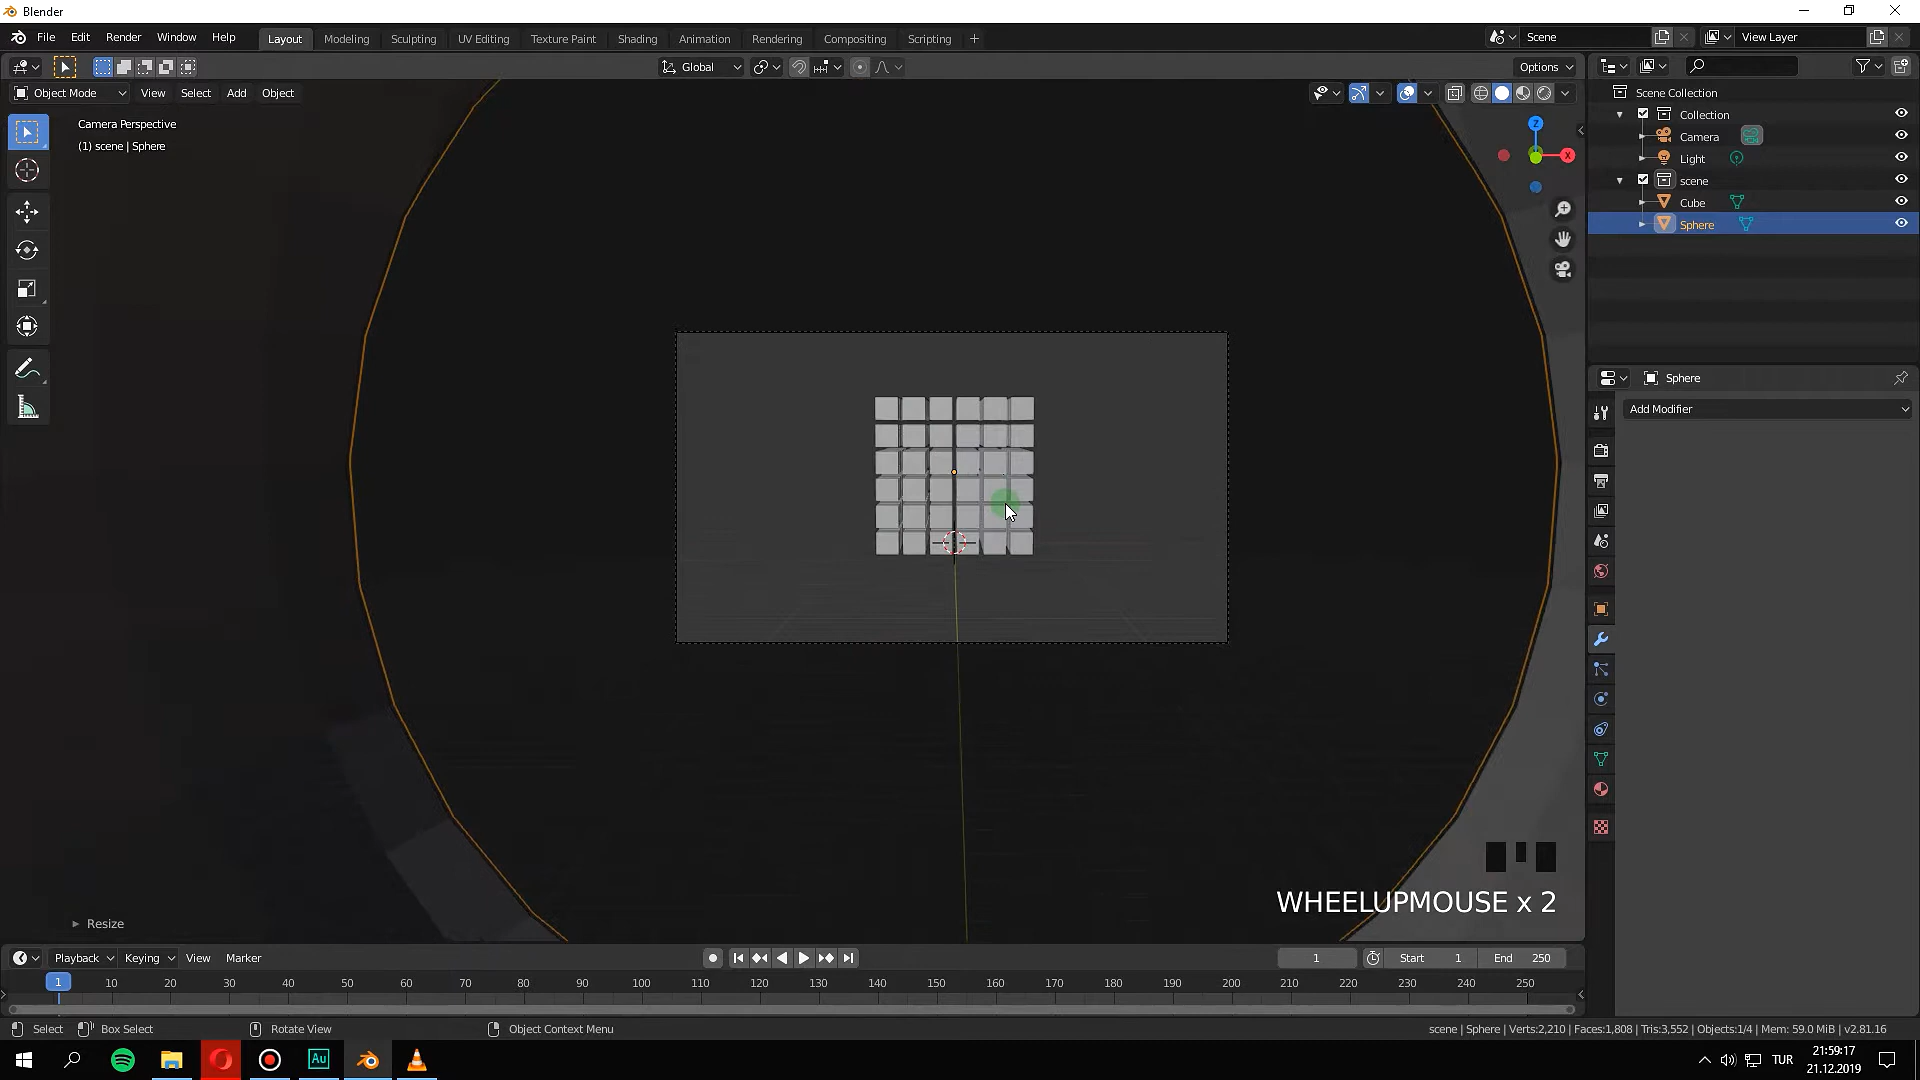 Blender
File Edit Render Window Help
Layout Modeling Sculpting UV Editing Texture Paint Shading Animation Rendering Compositing Scripting +
Scene
View Layer
Global
Options
Object Mode View Select Add Object
Camera Perspective
(1) scene | Sphere
Z
X
Scene Collection
Collection
Camera
Light
scene
Cube
Sphere
Sphere
Add Modifier
WHEELUPMOUSE x 2
Resize
Playback Keying View Marker
1
Start 1
End 250
1 10 20 30 40 50 60 70 80 90 100 110 120 130 140 150 160 170 180 190 200 210 220 230 240 250
Select Box Select Rotate View Object Context Menu
scene | Sphere | Verts:2,210 | Faces:1,808 | Tris:3,552 | Objects:1/4 | Mem: 59.0 MiB | v2.81.16
Au
TUR
21:59:17
21.12.2019